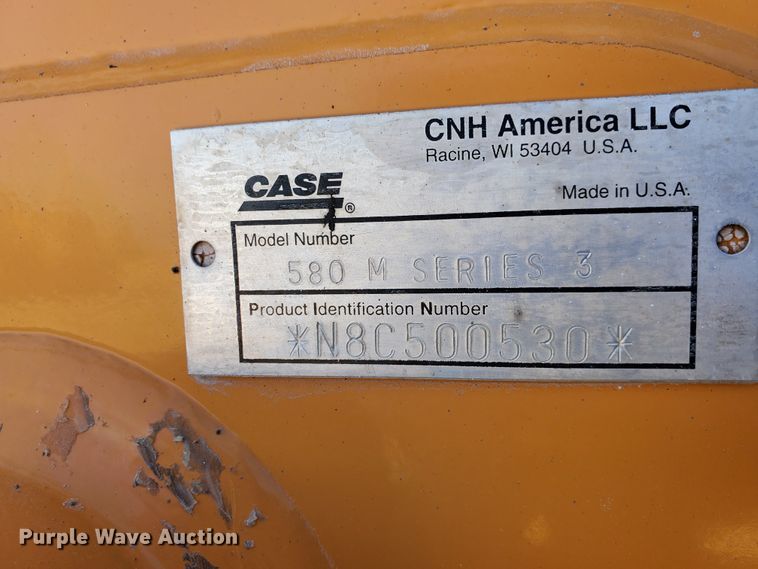 CNH America LLC
Racine, WI 53404 U.S.A.
CASE®
Made in U.S.A.
Model Number
580 M SERIES 3
Product Identification Number
*N8C500530*
Purple Wave Auction